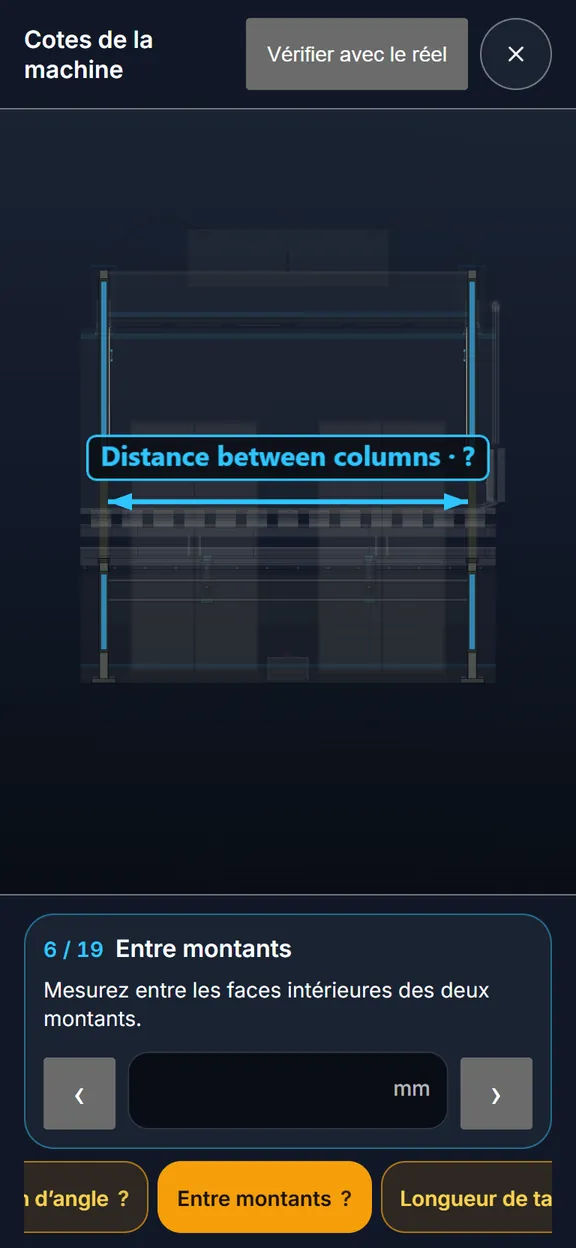 Cotes de la
machine
Vérifier avec le réel
×
Distance between columns · ?
6 / 19 Entre montants
Mesurez entre les faces intérieures des deux
montants.
‹
mm
›
n d’angle ?
Entre montants ?
Longueur de ta